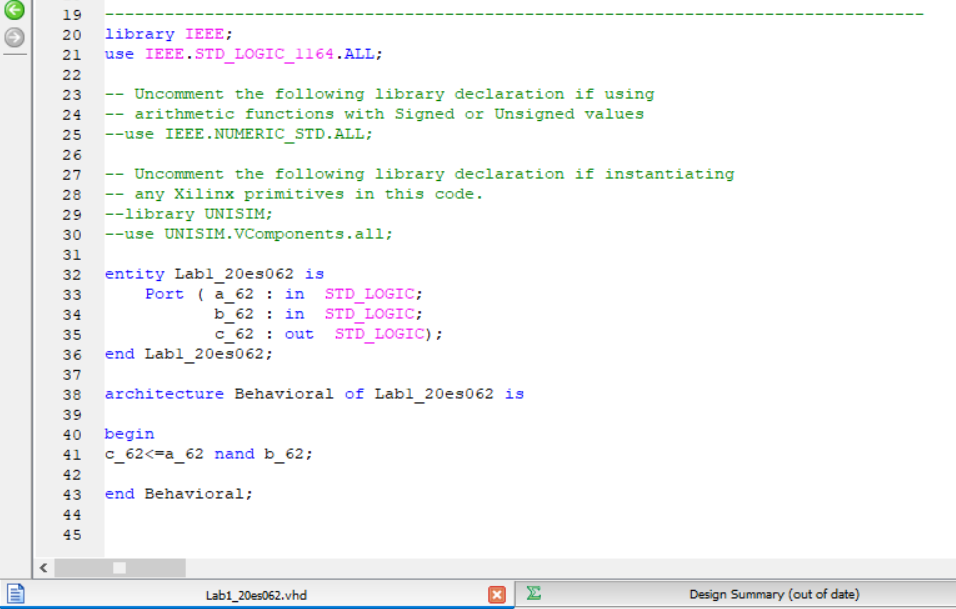 19 ----------------------------------------------------------------------------------
20 library IEEE;
21 use IEEE.STD_LOGIC_1164.ALL;
22
23 -- Uncomment the following library declaration if using
24 -- arithmetic functions with Signed or Unsigned values
25 --use IEEE.NUMERIC_STD.ALL;
26
27 -- Uncomment the following library declaration if instantiating
28 -- any Xilinx primitives in this code.
29 --library UNISIM;
30 --use UNISIM.VComponents.all;
31
32 entity Lab1_20es062 is
33     Port ( a_62 : in  STD_LOGIC;
34            b_62 : in  STD_LOGIC;
35            c_62 : out  STD_LOGIC);
36 end Lab1_20es062;
37
38 architecture Behavioral of Lab1_20es062 is
39
40 begin
41 c_62<=a_62 nand b_62;
42
43 end Behavioral;
44
45
Lab1_20es062.vhd Σ Design Summary (out of date)